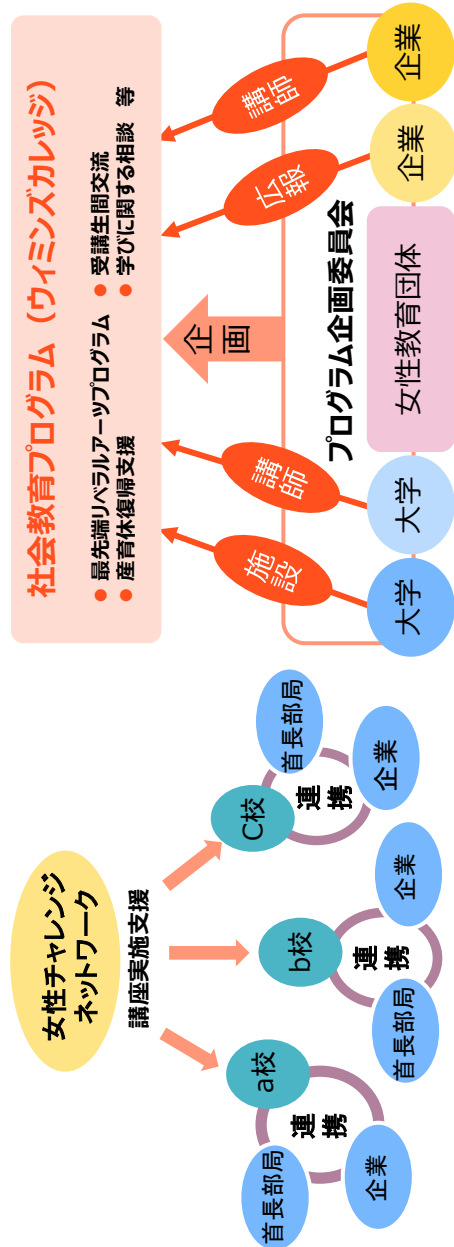 女性チャレンジ
ネットワーク
講座実施支援
a校
首長部局
企業
連携
b校
首長部局
企業
連携
C校
首長部局
企業
連携
社会教育プログラム（ウィミンズカレッジ）
● 最先端リベラルアーツプログラム
● 産育休復帰支援
● 受講生間交流
● 学びに関する相談 等
施設
講師
企画
広報
講師
プログラム企画委員会
大学
大学
女性教育団体
企業
企業